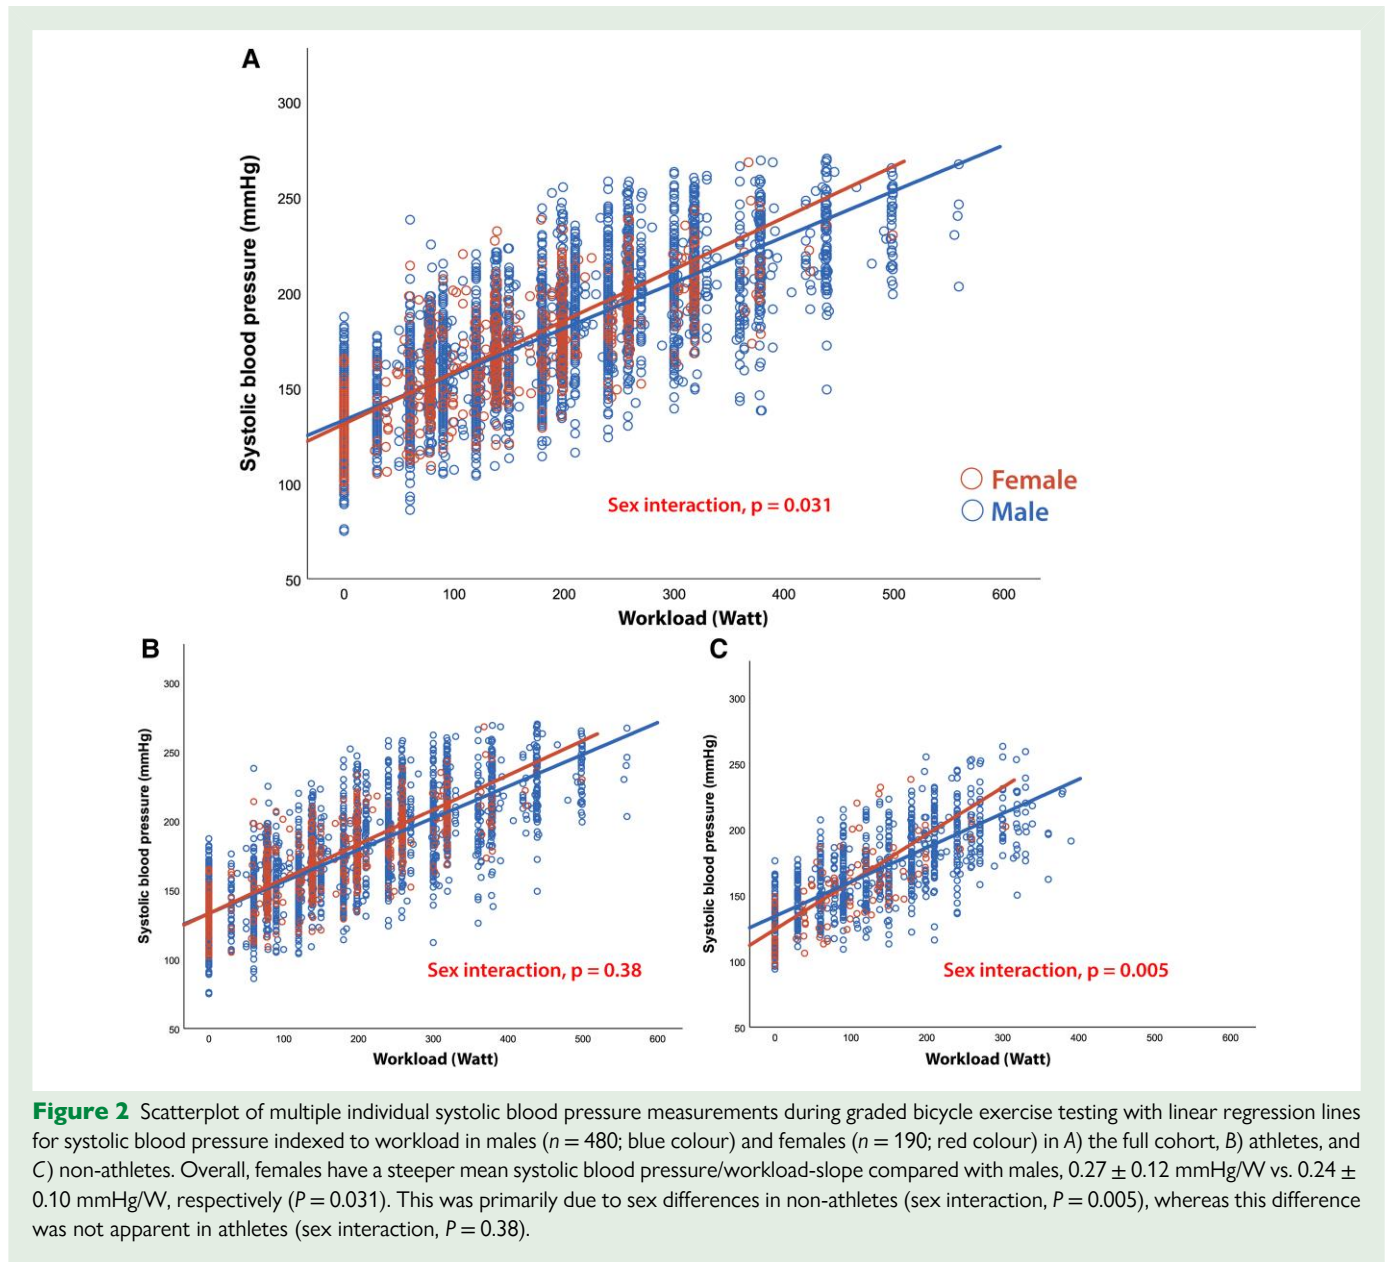 A
300
250
200
150
100
50
Systolic blood pressure (mmHg)
Female
Male
Sex interaction, p = 0.031
0 100 200 300 400 500 600
Workload (Watt)
B
300
250
200
150
100
50
Systolic blood pressure (mmHg)
Sex interaction, p = 0.38
0 100 200 300 400 500 600
Workload (Watt)
C
300
250
200
150
100
50
Systolic blood pressure (mmHg)
Sex interaction, p = 0.005
0 100 200 300 400 500 600
Workload (Watt)
Figure 2 Scatterplot of multiple individual systolic blood pressure measurements during graded bicycle exercise testing with linear regression lines
for systolic blood pressure indexed to workload in males (n = 480; blue colour) and females (n = 190; red colour) in A) the full cohort, B) athletes, and
C) non-athletes. Overall, females have a steeper mean systolic blood pressure/workload-slope compared with males, 0.27 ± 0.12 mmHg/W vs. 0.24 ±
0.10 mmHg/W, respectively (P = 0.031). This was primarily due to sex differences in non-athletes (sex interaction, P = 0.005), whereas this difference
was not apparent in athletes (sex interaction, P = 0.38).